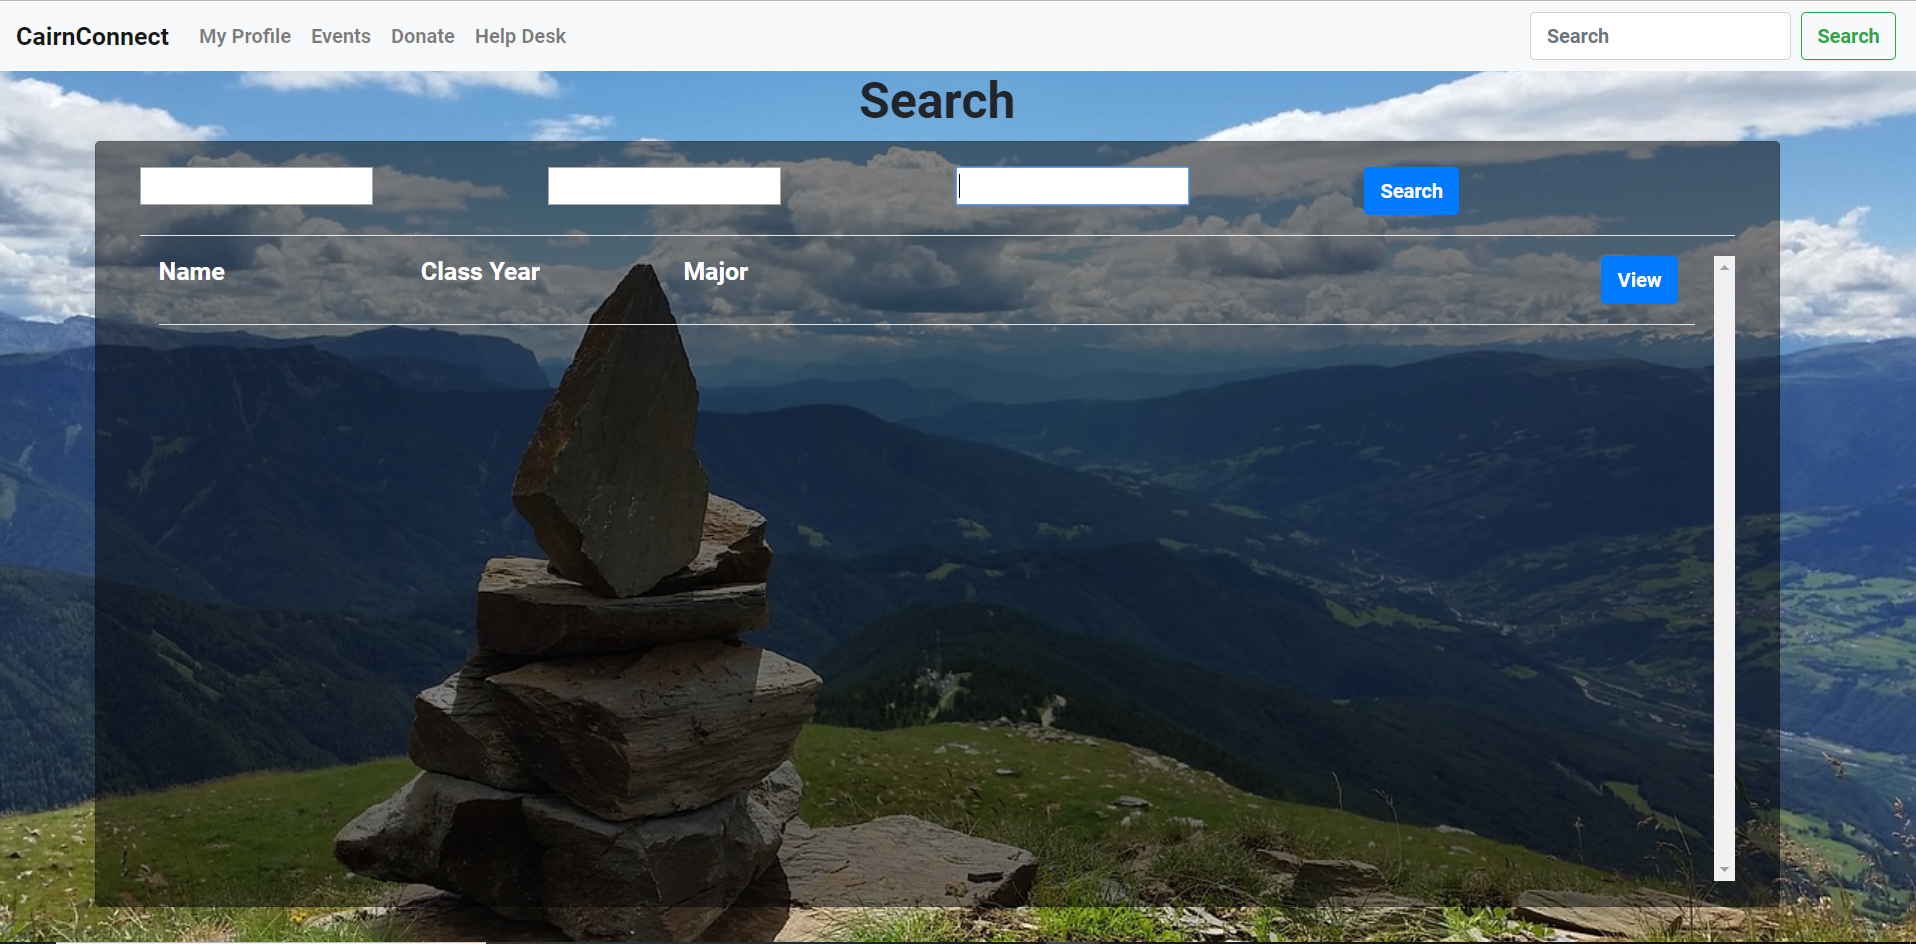 CairnConnect My Profile Events Donate Help Desk Search Search
Search
Search
Name Class Year Major View